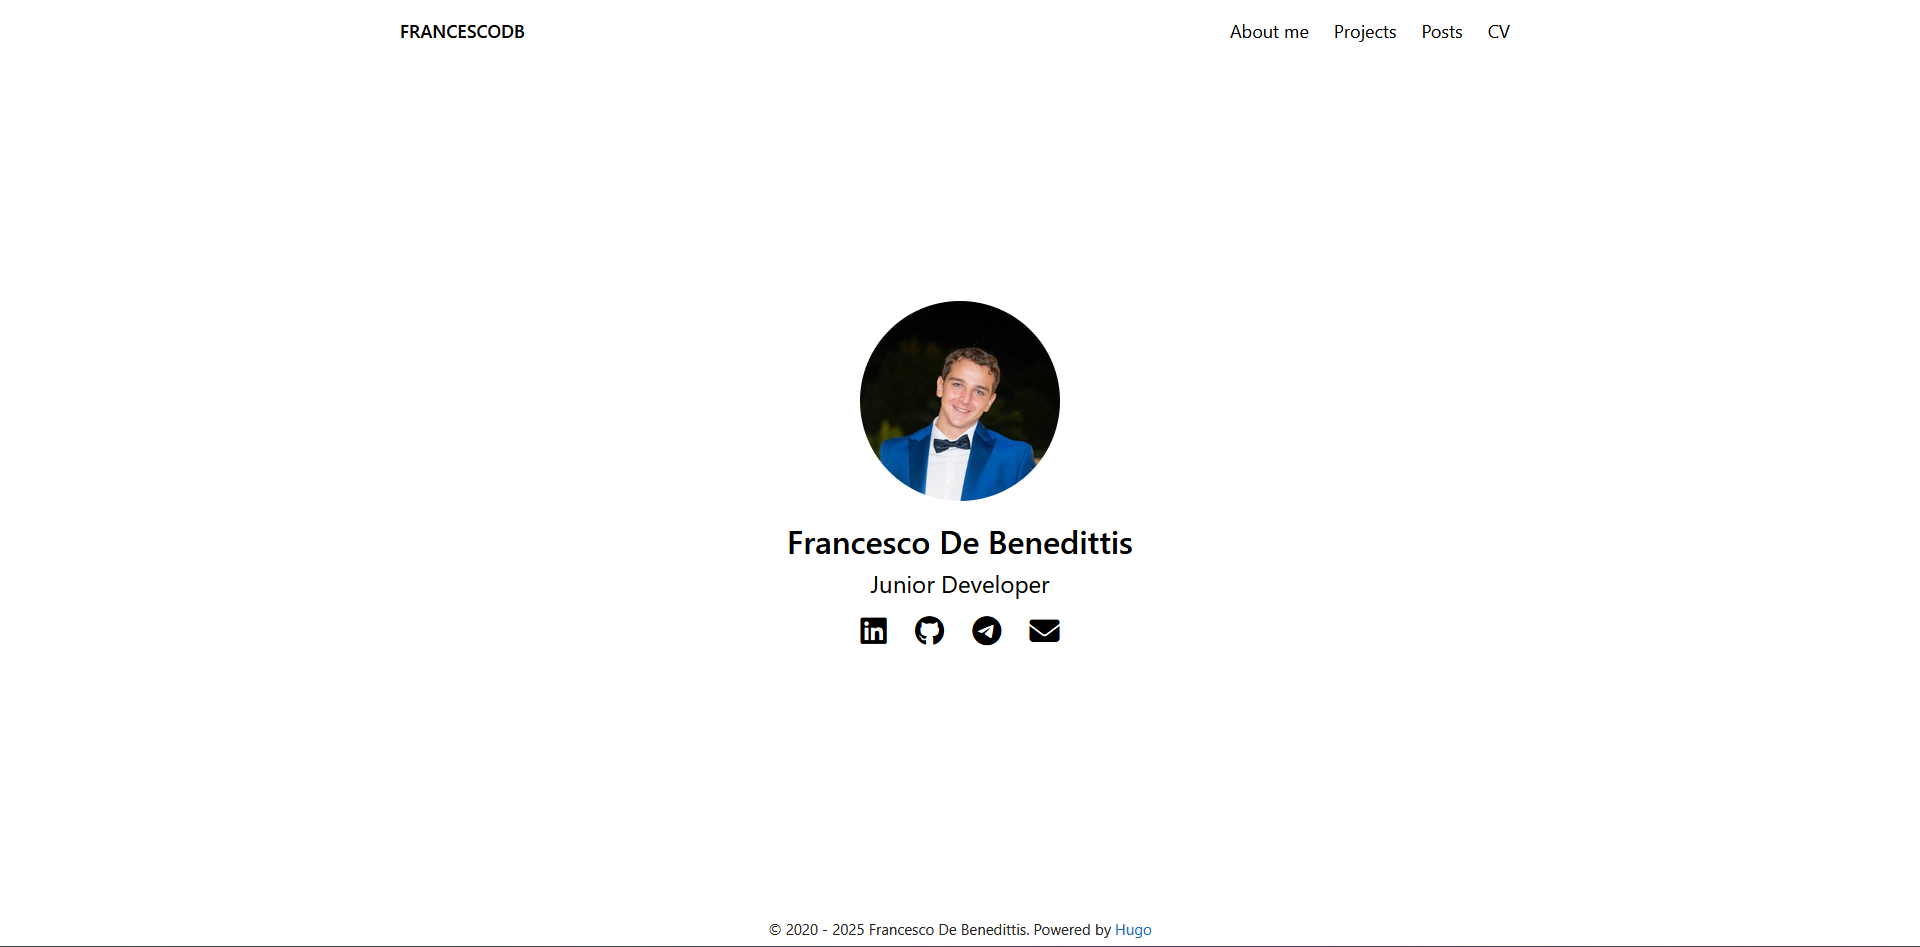 FRANCESCODB
About me Projects Posts CV
Francesco De Benedittis
Junior Developer
© 2020 - 2025 Francesco De Benedittis. Powered by Hugo